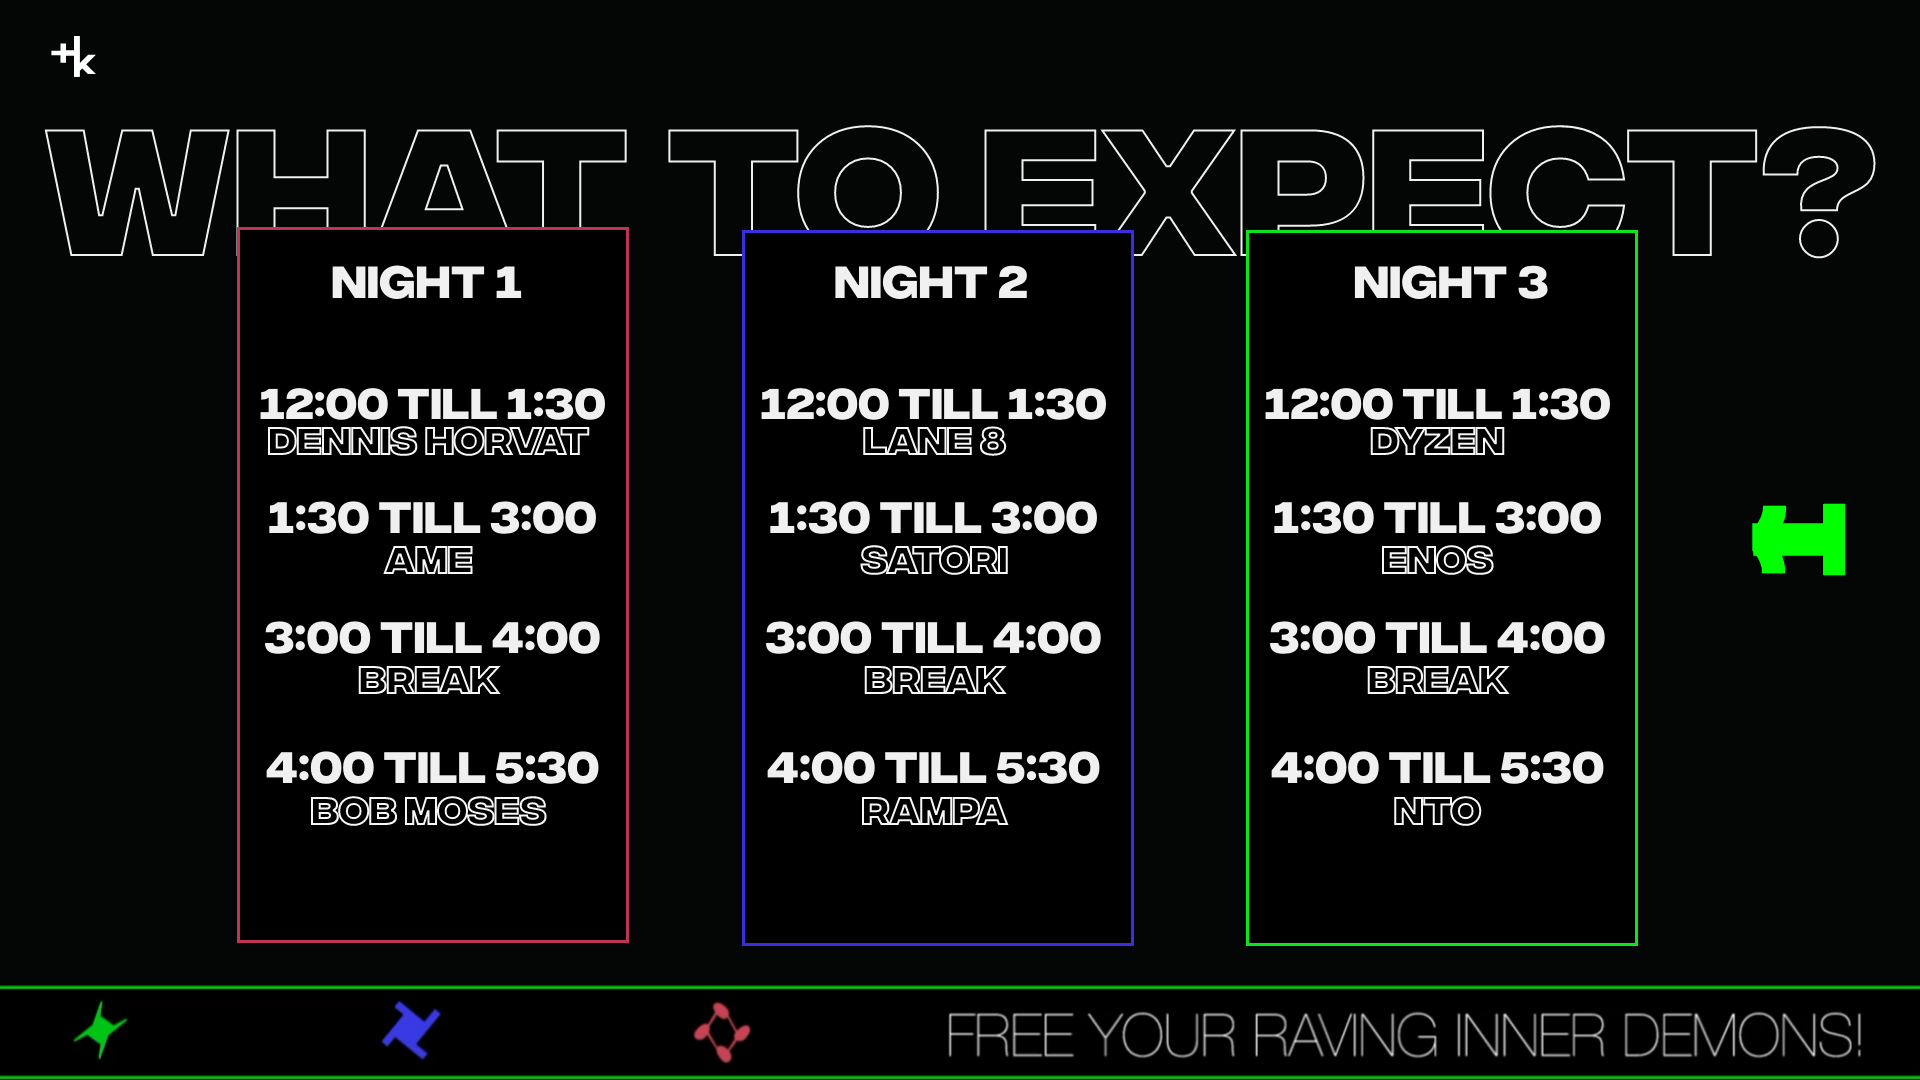 +k
WHAT TO EXPECT?
NIGHT 1
12:00 TILL 1:30
DENNIS HORVAT
1:30 TILL 3:00
AME
3:00 TILL 4:00
BREAK
4:00 TILL 5:30
BOB MOSES
NIGHT 2
12:00 TILL 1:30
LANE 8
1:30 TILL 3:00
SATORI
3:00 TILL 4:00
BREAK
4:00 TILL 5:30
RAMPA
NIGHT 3
12:00 TILL 1:30
DYZEN
1:30 TILL 3:00
ENOS
3:00 TILL 4:00
BREAK
4:00 TILL 5:30
NTO
FREE YOUR RAVING INNER DEMONS!